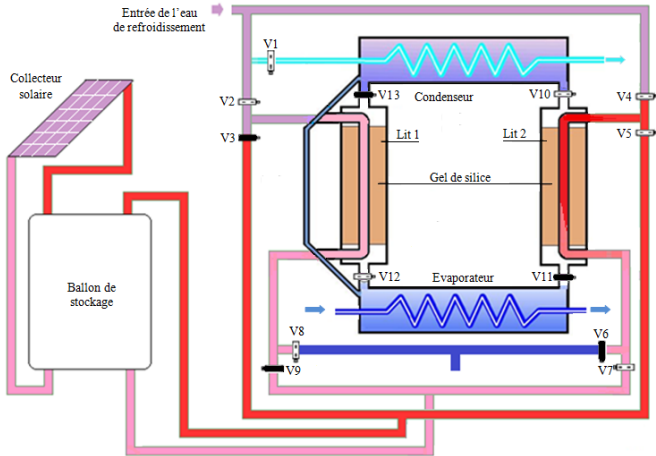 Entrée de l'eau
de refroidissement
V1
Collecteur
solaire
V2
V13
Condenseur
V10
V4
V3
V5
Lit 1
Lit 2
Gel de silice
V12
Evaporateur
V11
Ballon de
stockage
V8
V6
V9
V7